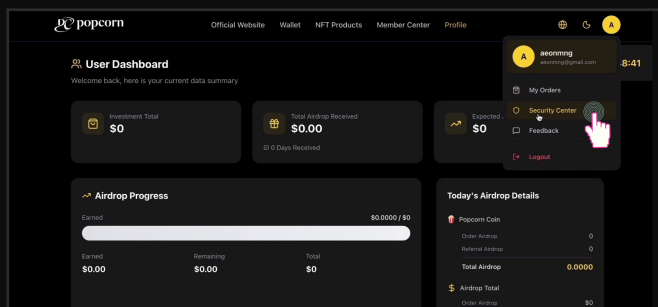 popcorn
Official Website Wallet NFT Products Member Center Profile
A
User Dashboard
Welcome back, here is your current data summary
A
aeonmng
aeonmng@gmail.com
8:41
My Orders
Security Center
Feedback
Logout
Investment Total
$0
Total Airdrop Received
$0.00
0 Days Received
Expected
$0
Airdrop Progress
Earned $0.0000 / $0
Earned Remaining Total
$0.00 $0.00 $0
Today's Airdrop Details
Popcorn Coin
Order Airdrop 0
Referral Airdrop 0
Total Airdrop 0.0000
Airdrop Total
Order Airdrop $0